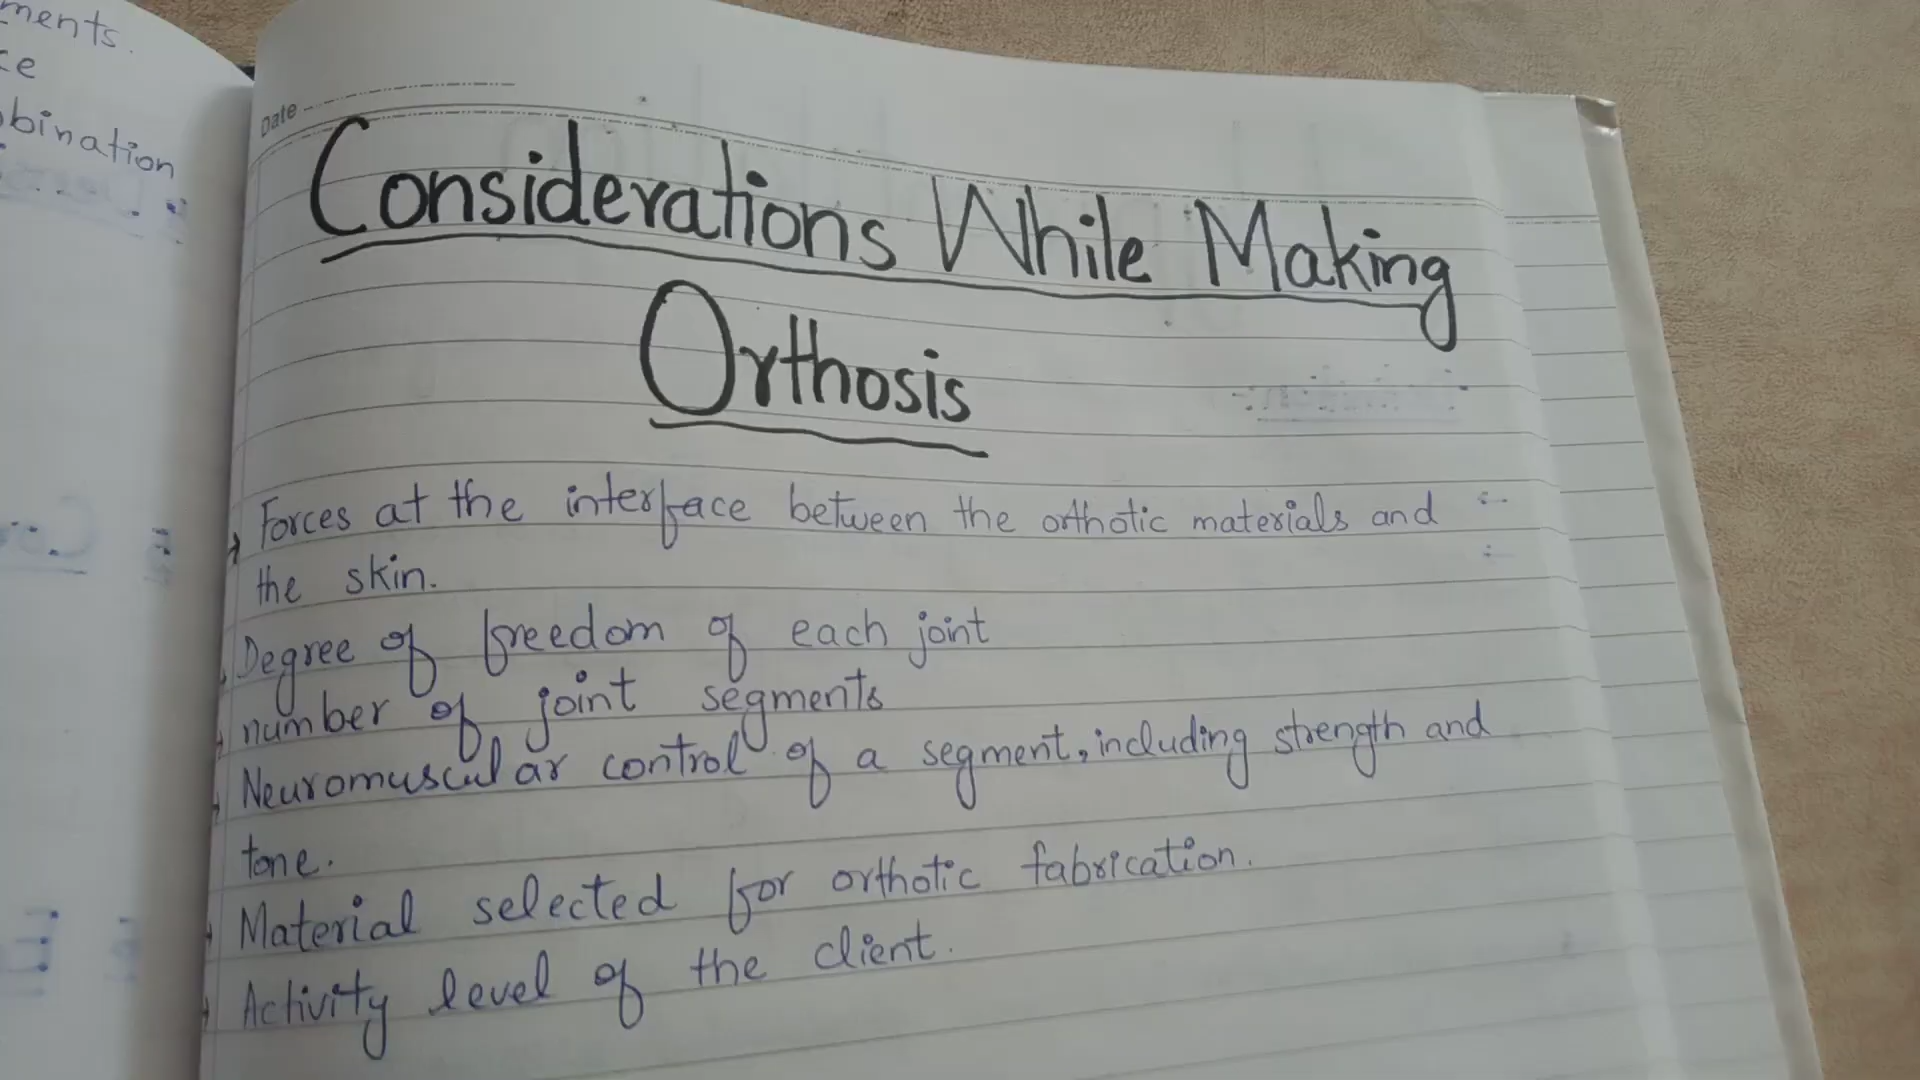 ments.
ce
bination
Date
Considerations While Making
Orthosis
→ Forces at the interface between the orthotic materials and
the skin.
→ Degree of freedom of each joint
→ number of joint segments
→ Neuromuscular control of a segment, including strength and
tone.
→ Material selected for orthotic fabrication.
→ Activity level of the client.